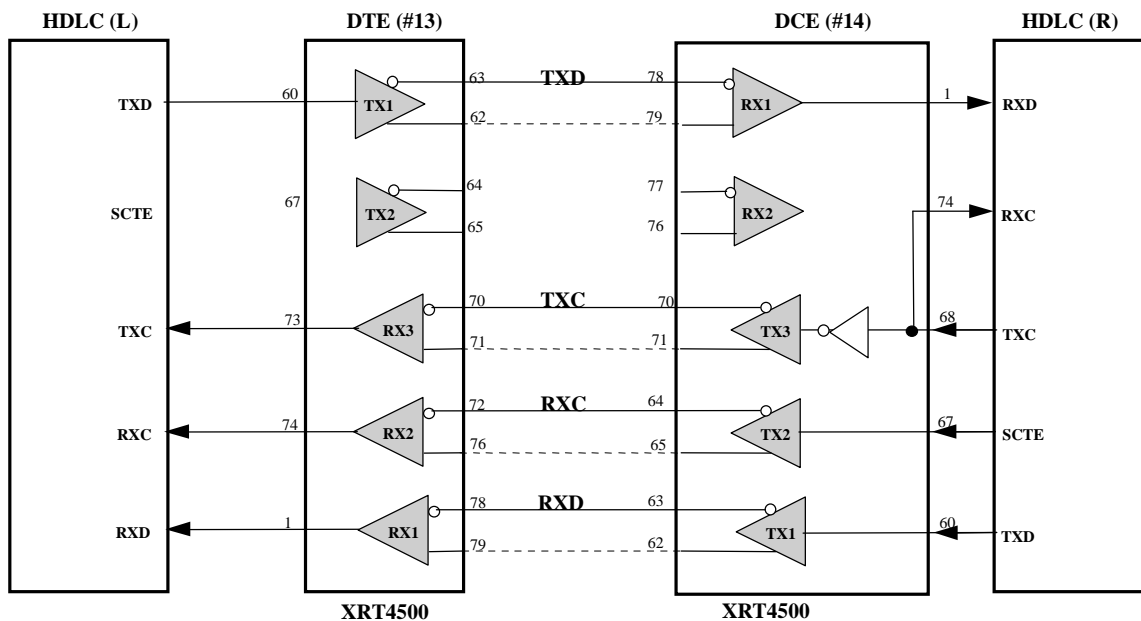 HDLC (L) DTE (#13) DCE (#14) HDLC (R)
63 TXD 78
TXD 60 TX1 RX1 1 RXD
62 79
64 77
SCTE 67 TX2 RX2 74 RXC
65 76
70 TXC 70
TXC 73 RX3 TX3 68 TXC
71 71
72 RXC 64
RXC 74 RX2 TX2 67 SCTE
76 65
78 RXD 63
RXD 1 RX1 TX1 60 TXD
79 62
XRT4500 XRT4500